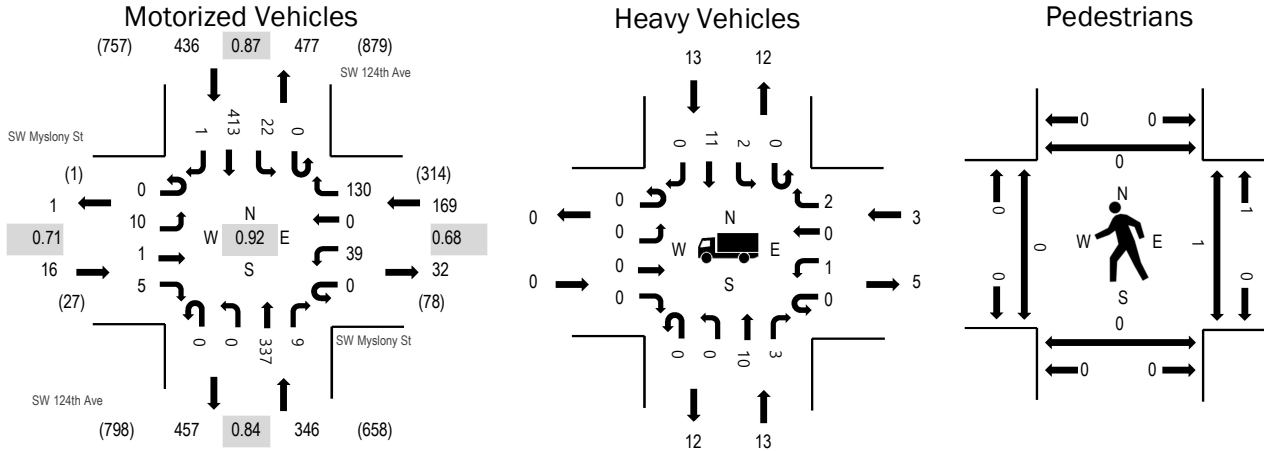 Motorized Vehicles
(757) 436 0.87 477 (879)
SW 124th Ave
SW Myslony St
1 413 22 0
(1)
1
0.71
16
(27)
0
10
1
5
N
W 0.92 E
S
130
0
39
0
(314)
169
0.68
32
(78)
0 0 337 9
SW Myslony St
SW 124th Ave
(798) 457 0.84 346 (658)
Heavy Vehicles
13 12
0 11 2 0
0
0
0
0
0
0
N
W E
S
2
0
1
0
3
5
0 0 10 3
12 13
Pedestrians
0 0
0
0
0
0
N
W E
S
1
1
0
0
0 0